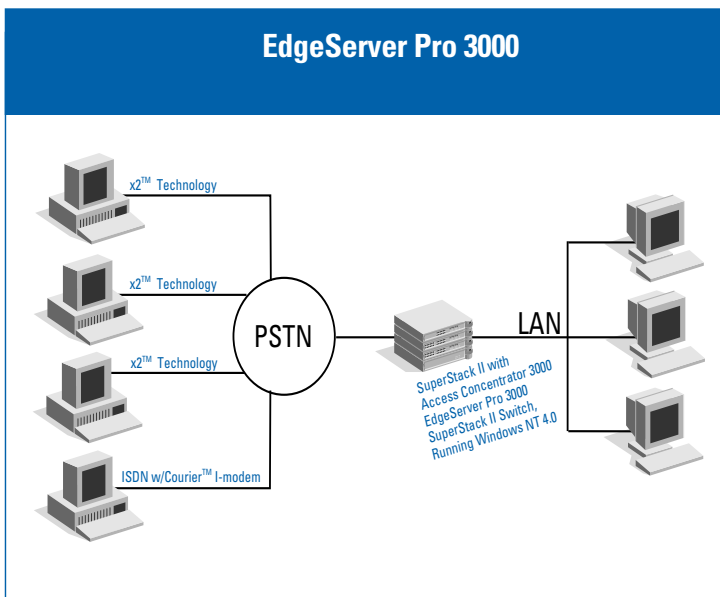 EdgeServer Pro 3000
x2™ Technology
x2™ Technology
PSTN
LAN
x2™ Technology
SuperStack II with
Access Concentrator 3000
EdgeServer Pro 3000
SuperStack II Switch,
Running Windows NT 4.0
ISDN w/Courier™ I-modem